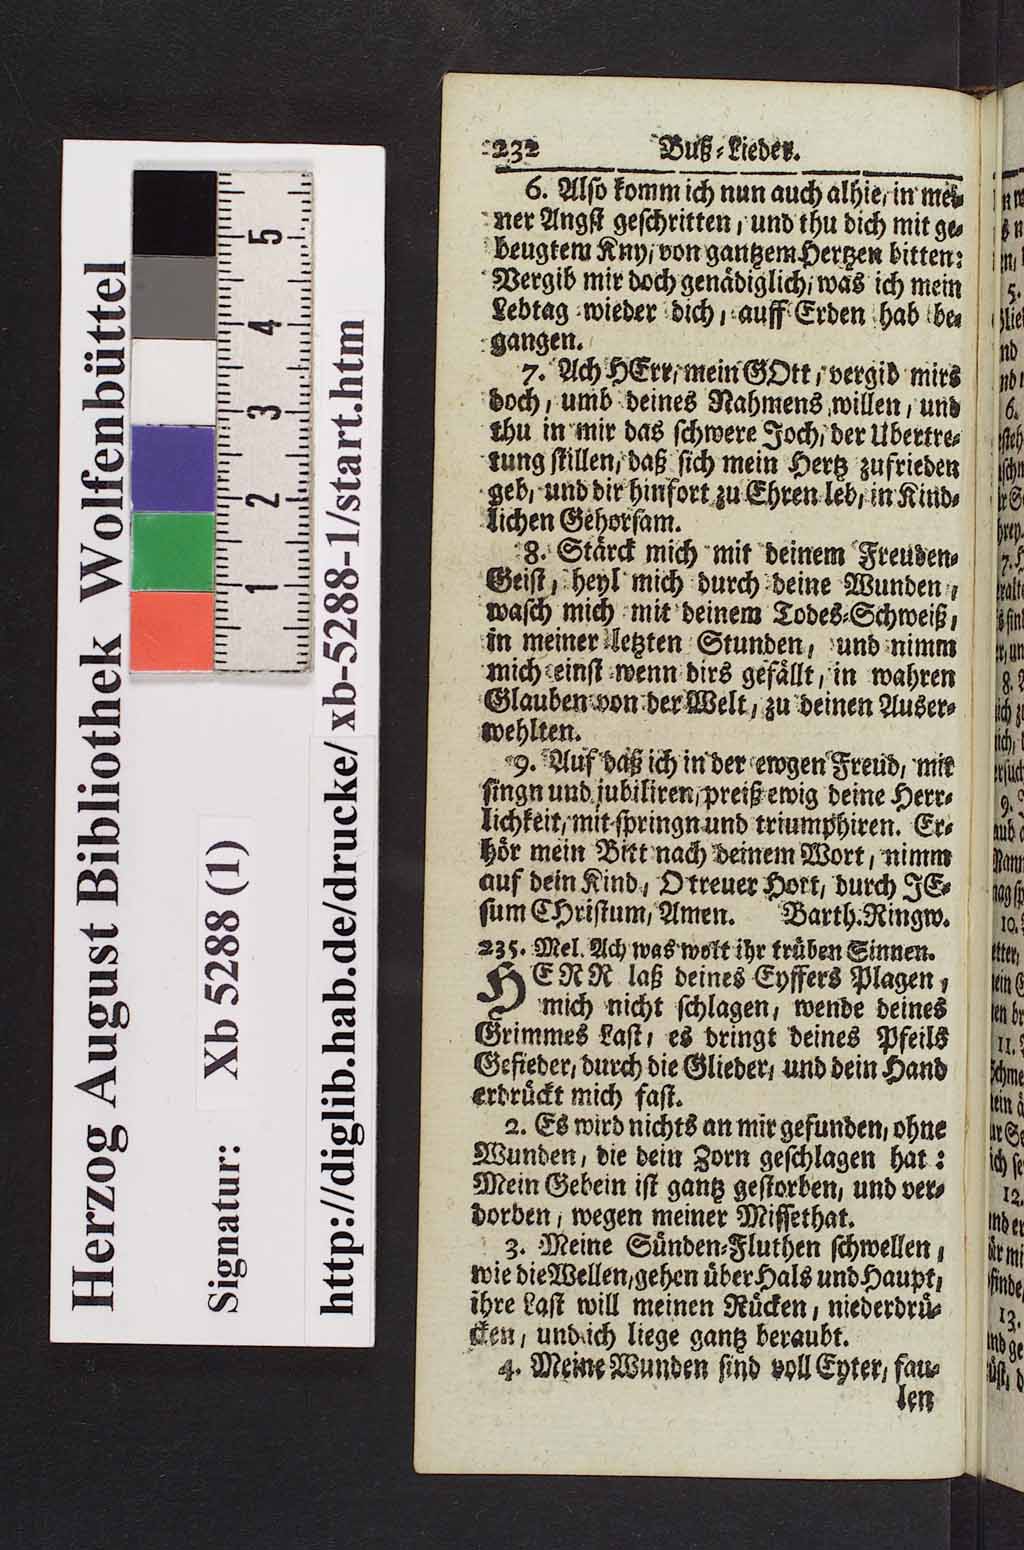 232 Buß-Lieder.
6. Also komm ich nun auch alhie, in mei-
ner Angst geschritten, und thu dich mit ge-
beugtem Kny, von gantzem Hertzen bitten:
Vergib mir doch genädiglich, was ich mein
Lebtag wieder dich, auff Erden hab be-
gangen.
7. Ach HErr, mein GOtt, vergib mirs
doch, umb deines Nahmens willen, und
thu in mir das schwere Joch, der Ubertre-
tung stillen, daß sich mein Hertz zufrieden
geb, und dir hinfort zu Ehren leb, in Kind-
lichen Gehorsam.
8. Stärck mich mit deinem Freuden-
Geist, heyl mich durch deine Wunden,
wasch mich mit deinem Todes-Schweiß,
in meiner letzten Stunden, und nimm
mich einst wenn dirs gefällt, in wahren
Glauben von der Welt, zu deinen Auser-
wehlten.
9. Auf daß ich in der ewgen Freud, mit
singn und jubiliren, preiß ewig deine Herr-
lichkeit, mit springn und triumphiren. Er-
hör mein Bitt nach deinem Wort, nimm
auf dein Kind, O treuer Hort, durch JE-
sum CHristum, Amen. Barth. Ringw.
235. Mel. Ach was wolt ihr trüben Sinnen.
HERR laß deines Eyffers Plagen,
mich nicht schlagen, wende deines
Grimmes Last, es dringt deines Pfeils
Gefieder, durch die Glieder, und dein Hand
erdrückt mich fast.
2. Es wird nichts an mir gefunden, ohne
Wunden, die dein Zorn geschlagen hat:
Mein Gebein ist gantz gestorben, und ver-
dorben, wegen meiner Missethat.
3. Meine Sünden-Fluthen schwellen,
wie die Wellen, gehen über Hals und Haupt,
ihre Last will meinen Rücken, niederdrü-
cken, und ich liege gantz beraubt.
4. Meine Wunden sind voll Eyter, fau-
len
Herzog August Bibliothek Wolfenbüttel
Signatur: Xb 5288 (1)
http://diglib.hab.de/drucke/xb-5288-1/start.htm
5
4
3
2
1